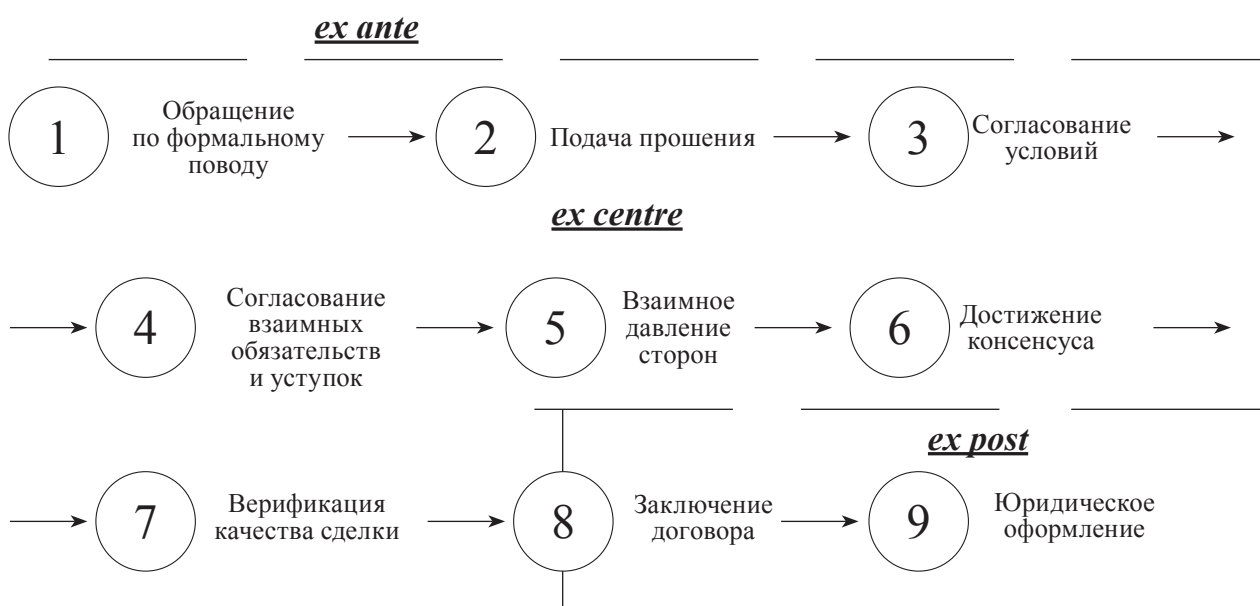 ex ante
1
Обращение
по формальному
поводу
2
Подача прошения
3
Согласование
условий
ex centre
4
Согласование
взаимных
обязательств
и уступок
5
Взаимное
давление
сторон
6
Достижение
консенсуса
ex post
7
Верификация
качества сделки
8
Заключение
договора
9
Юридическое
оформление